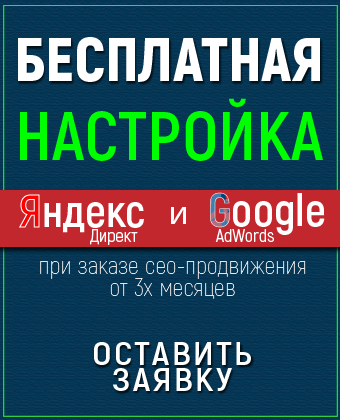 БЕСПЛАТНАЯ
НАСТРОЙКА
Яндекс и Google
Директ AdWords
при заказе сео-продвижения
от 3х месяцев
ОСТАВИТЬ
ЗАЯВКУ